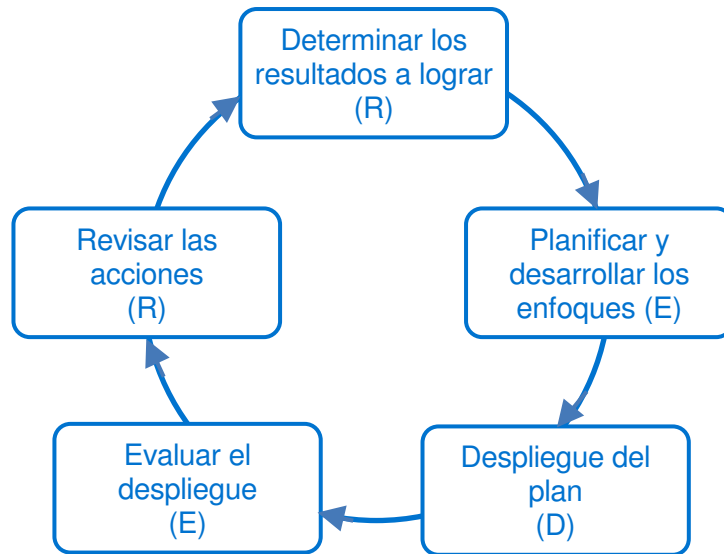 Determinar los
resultados a lograr
(R)
Planificar y
desarrollar los
enfoques (E)
Despliegue del
plan
(D)
Evaluar el
despliegue
(E)
Revisar las
acciones
(R)